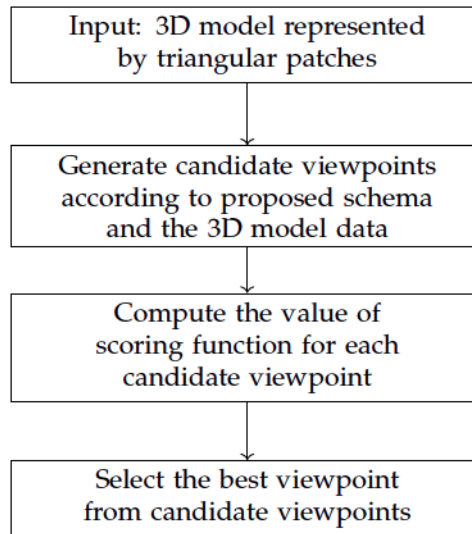 Input: 3D model represented
by triangular patches
Generate candidate viewpoints
according to proposed schema
and the 3D model data
Compute the value of
scoring function for each
candidate viewpoint
Select the best viewpoint
from candidate viewpoints